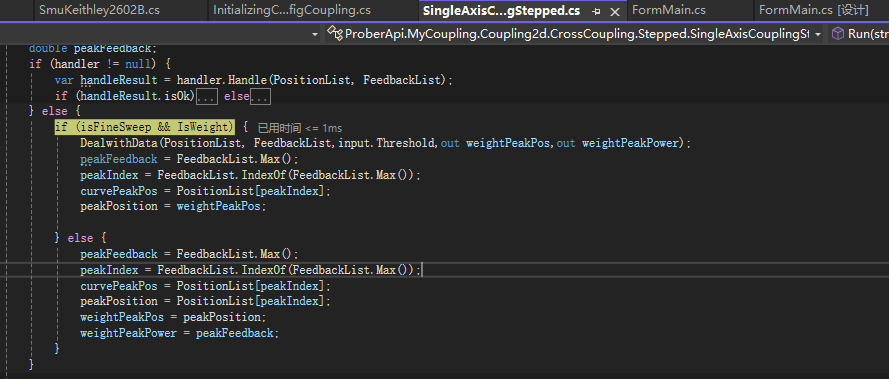 SmuKeithley2602B.cs InitializingC...figCoupling.cs SingleAxisC...gStepped.cs FormMain.cs FormMain.cs [设计]
ProberApi.MyCoupling.Coupling2d.CrossCoupling.Stepped.SingleAxisCouplingSt Run(str
double peakFeedback;
if (handler != null) {
var handleResult = handler.Handle(PositionList, FeedbackList);
if (handleResult.isOk)... else...
} else {
if (isFineSweep && IsWeight) { 已用时间 <= 1ms
DealwithData(PositionList, FeedbackList,input.Threshold,out weightPeakPos,out weightPeakPower);
peakFeedback = FeedbackList.Max();
peakIndex = FeedbackList.IndexOf(FeedbackList.Max());
curvePeakPos = PositionList[peakIndex];
peakPosition = weightPeakPos;
} else {
peakFeedback = FeedbackList.Max();
peakIndex = FeedbackList.IndexOf(FeedbackList.Max());
curvePeakPos = PositionList[peakIndex];
peakPosition = PositionList[peakIndex];
weightPeakPos = peakPosition;
weightPeakPower = peakFeedback;
}
}